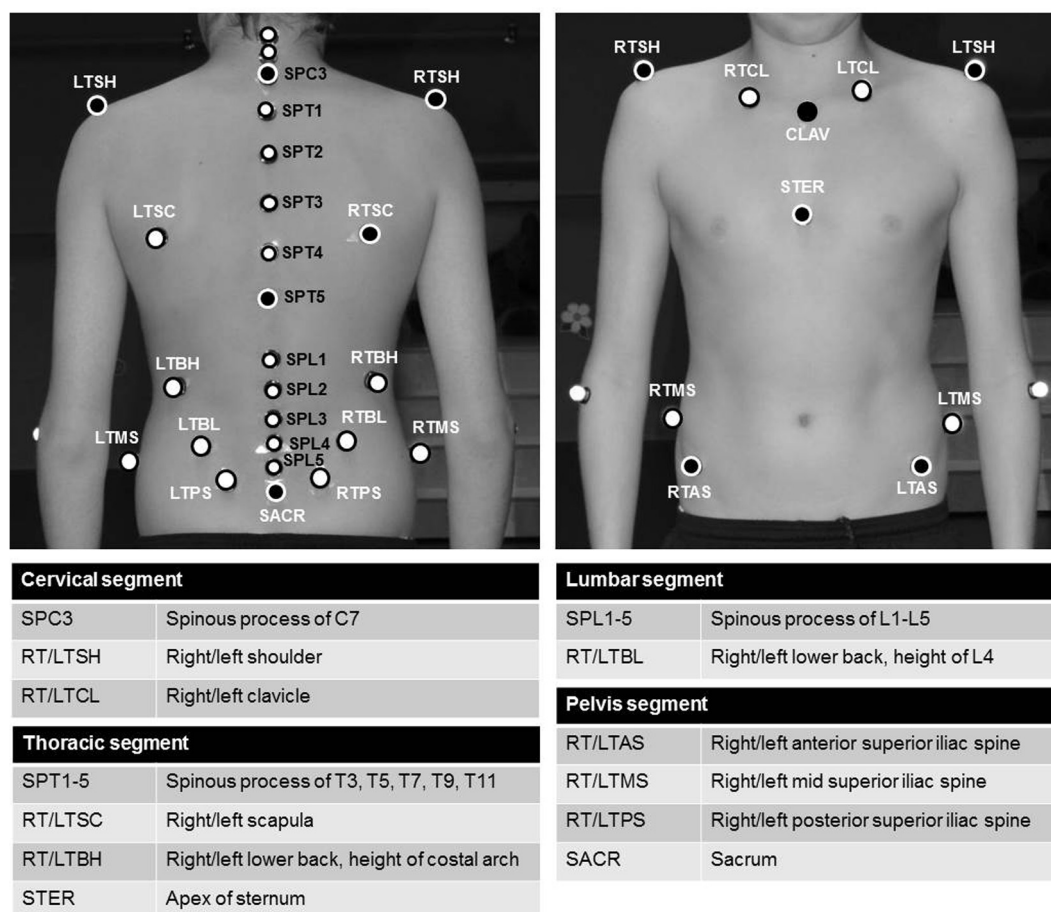 LTSH
SPC3
RTSH
SPT1
SPT2
SPT3
LTSC
RTSC
SPT4
SPT5
SPL1
LTBH
RTBH
SPL2
SPL3
LTBL
RTBL
LTMS
RTMS
SPL4
SPL5
LTPS
RTPS
SACR
RTSH
LTSH
RTCL
LTCL
CLAV
STER
RTMS
LTMS
RTAS
LTAS
Cervical segment
SPC3 Spinous process of C7
RT/LTSH Right/left shoulder
RT/LTCL Right/left clavicle
Thoracic segment
SPT1-5 Spinous process of T3, T5, T7, T9, T11
RT/LTSC Right/left scapula
RT/LTBH Right/left lower back, height of costal arch
STER Apex of sternum
Lumbar segment
SPL1-5 Spinous process of L1-L5
RT/LTBL Right/left lower back, height of L4
Pelvis segment
RT/LTAS Right/left anterior superior iliac spine
RT/LTMS Right/left mid superior iliac spine
RT/LTPS Right/left posterior superior iliac spine
SACR Sacrum